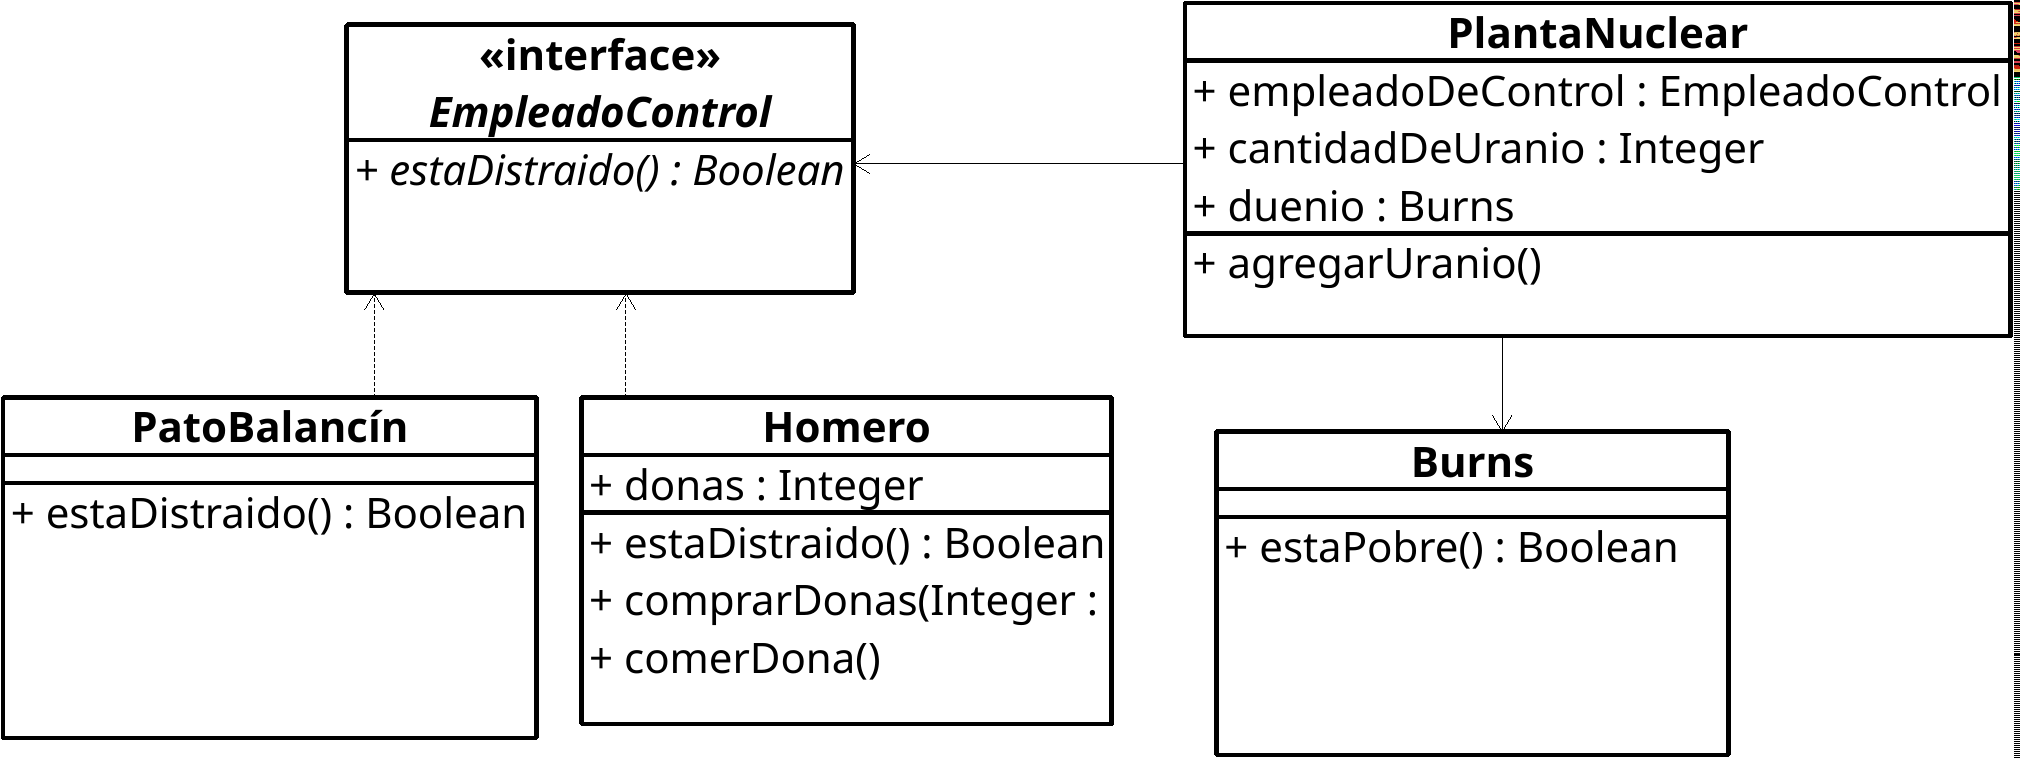 «interface»
EmpleadoControl
+ estaDistraido() : Boolean
PlantaNuclear
+ empleadoDeControl : EmpleadoControl
+ cantidadDeUranio : Integer
+ duenio : Burns
+ agregarUranio()
PatoBalancín
+ estaDistraido() : Boolean
Homero
+ donas : Integer
+ estaDistraido() : Boolean
+ comprarDonas(Integer :
+ comerDona()
Burns
+ estaPobre() : Boolean